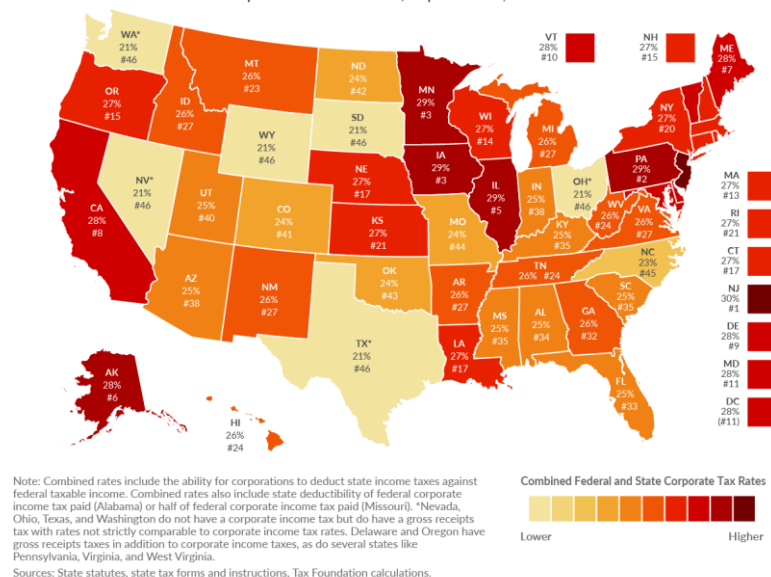 WA*
21%
#46
OR
27%
#15
CA
28%
#8
NV*
21%
#46
ID
26%
#27
MT
26%
#23
WY
21%
#46
UT
25%
#40
AZ
25%
#38
CO
24%
#41
NM
26%
#27
ND
24%
#42
SD
21%
#46
NE
27%
#17
KS
27%
#21
OK
24%
#43
TX*
21%
#46
MN
29%
#3
IA
29%
#3
MO
24%
#44
AR
26%
#27
LA
27%
#17
WI
27%
#14
IL
29%
#5
MI
26%
#27
IN
25%
#38
OH*
21%
#46
KY
25%
#35
TN
26% #24
MS
25%
#35
AL
25%
#34
GA
26%
#32
FL
25%
#33
SC
25%
#35
NC
23%
#45
VA
26%
#27
WV
26%
#24
PA
29%
#2
NY
27%
#20
ME
28%
#7
VT
28%
#10
NH
27%
#15
MA
27%
#13
RI
27%
#21
CT
27%
#17
NJ
30%
#1
DE
28%
#9
MD
28%
#11
DC
28%
(#11)
AK
28%
#6
HI
26%
#24
Note: Combined rates include the ability for corporations to deduct state income taxes against
federal taxable income. Combined rates also include state deductibility of federal corporate
income tax paid (Alabama) or half of federal corporate income tax paid (Missouri). *Nevada,
Ohio, Texas, and Washington do not have a corporate income tax but do have a gross receipts
tax with rates not strictly comparable to corporate income tax rates. Delaware and Oregon have
gross receipts taxes in addition to corporate income taxes, as do several states like
Pennsylvania, Virginia, and West Virginia.
Sources: State statutes, state tax forms and instructions, Tax Foundation calculations.
Combined Federal and State Corporate Tax Rates
Lower
Higher